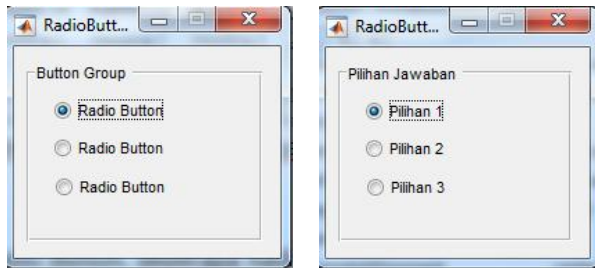 RadioButt...
Button Group
Radio Button
Radio Button
Radio Button
RadioButt...
Pilihan Jawaban
Pilihan 1
Pilihan 2
Pilihan 3